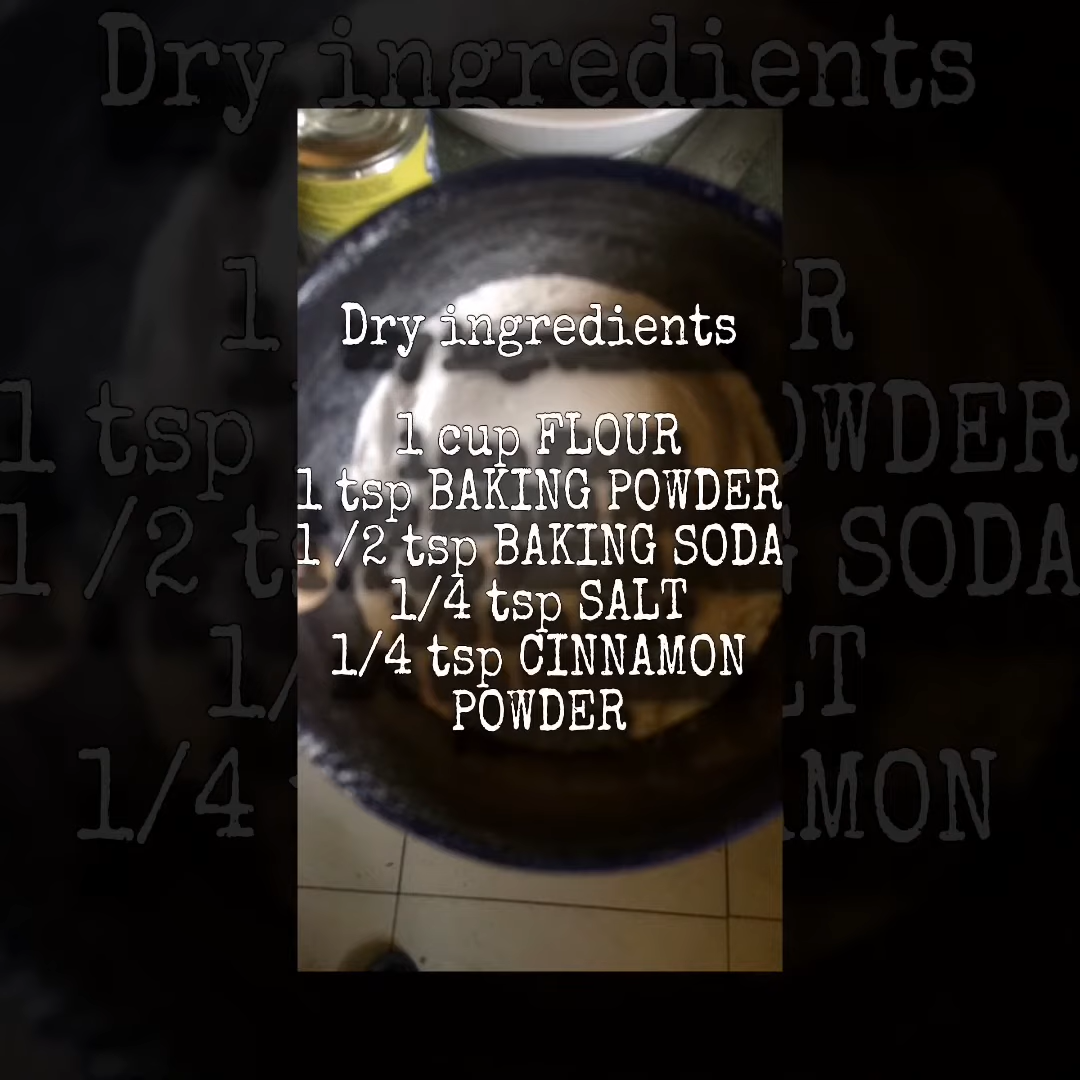 Dry ingredients
1 cup FLOUR
1 tsp BAKING POWDER
1/2 tsp BAKING SODA
1/4 tsp SALT
1/4 tsp CINNAMON
POWDER